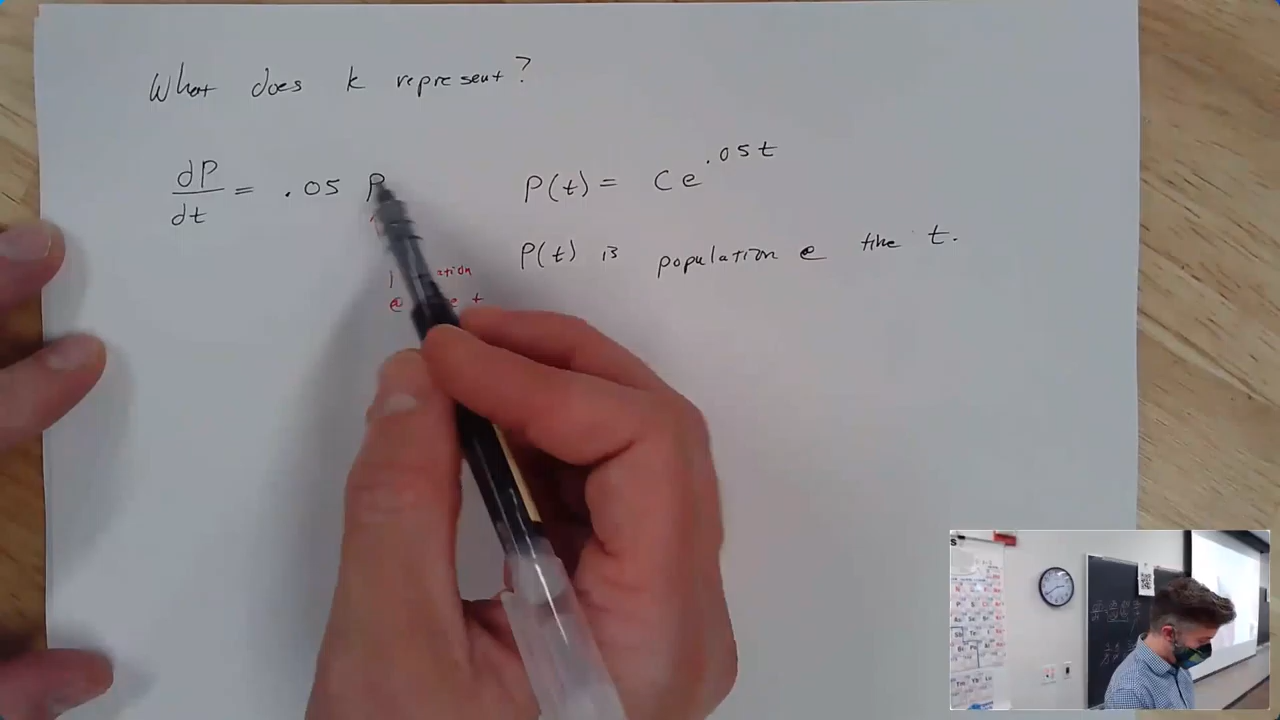 What does k represent?
dP/dt = .05 P
P(t) = Ce^.05t
P(t) is population @ time t.
@ t